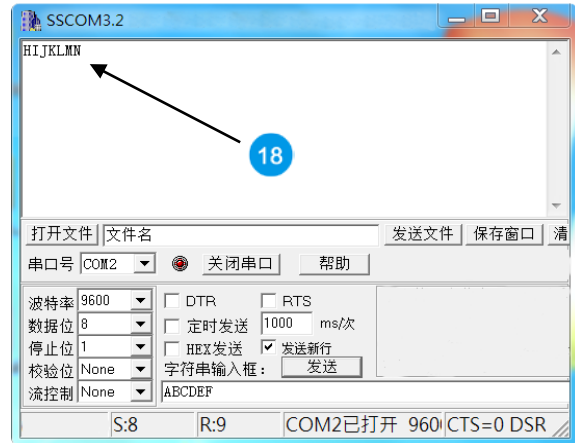 SSCOM3.2
HIJKLMN
18
打开文件 文件名 发送文件 保存窗口 清
串口号 COM2 关闭串口 帮助
波特率 9600 DTR RTS
数据位 8 定时发送 1000 ms/次
停止位 1 HEX发送 发送新行
校验位 None 字符串输入框: 发送
流控制 None ABCDEF
S:8 R:9 COM2已打开 960 CTS=0 DSR